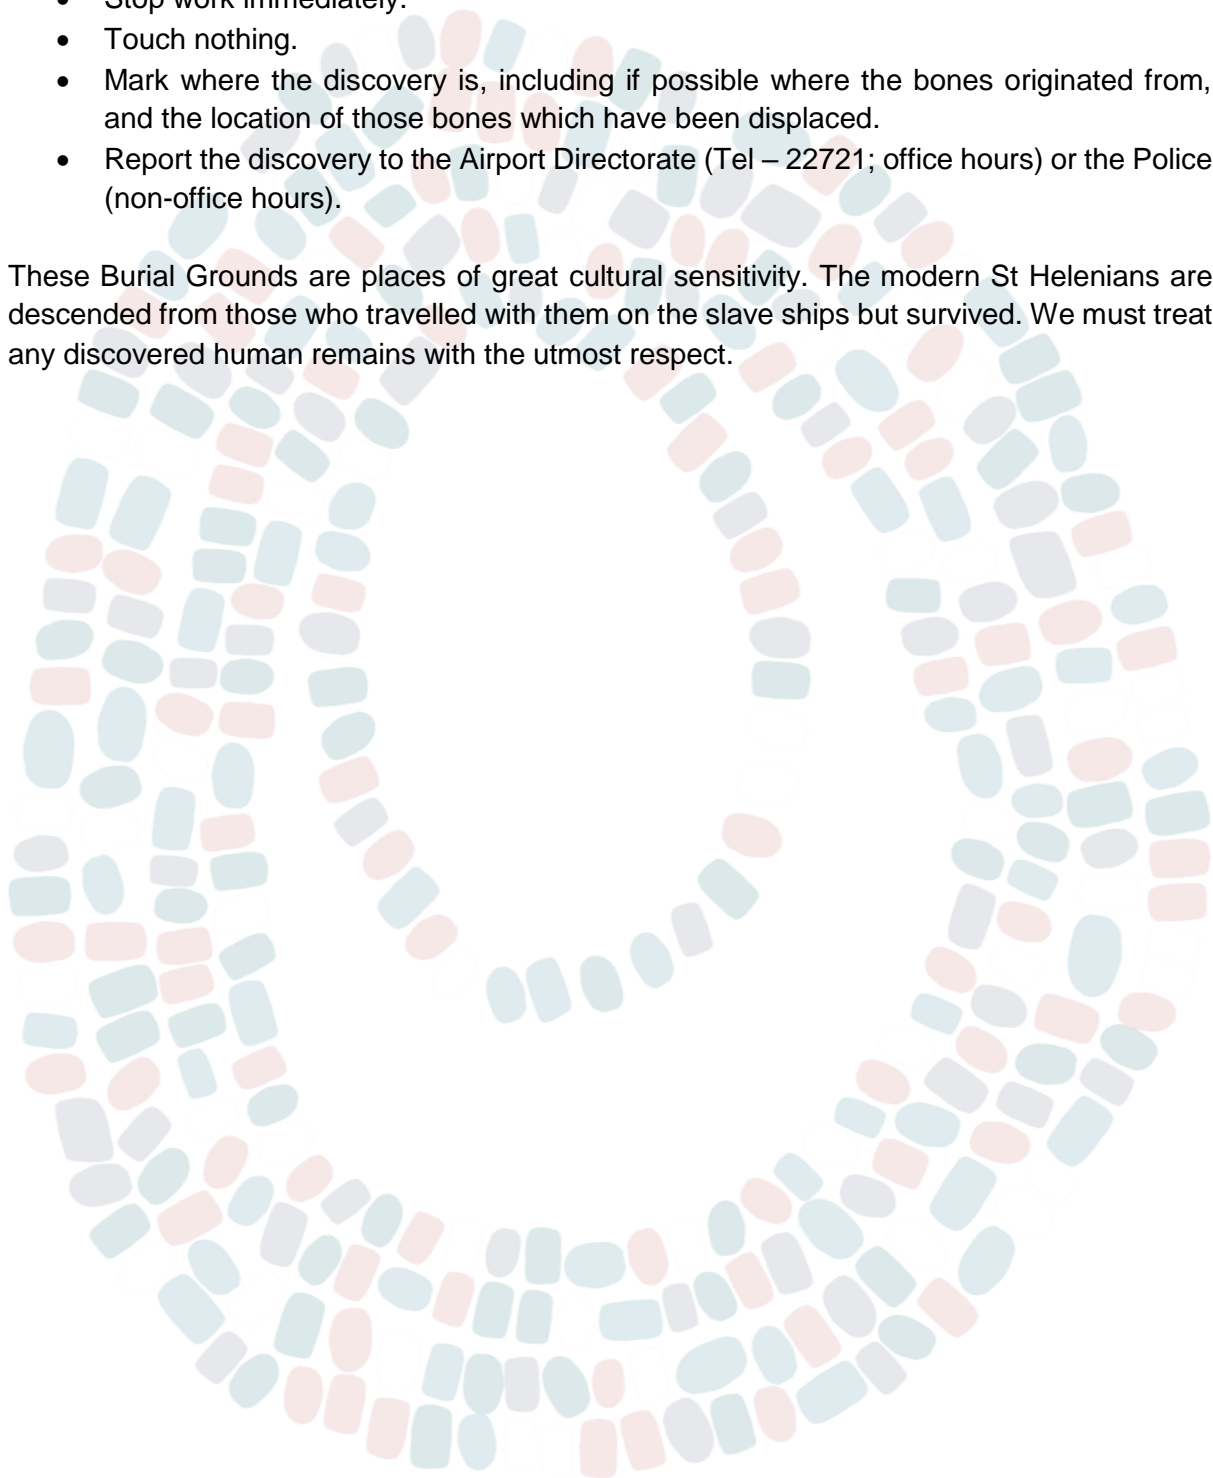 • Stop work immediately.
• Touch nothing.
• Mark where the discovery is, including if possible where the bones originated from,
and the location of those bones which have been displaced.
• Report the discovery to the Airport Directorate (Tel – 22721; office hours) or the Police
(non-office hours).
These Burial Grounds are places of great cultural sensitivity. The modern St Helenians are
descended from those who travelled with them on the slave ships but survived. We must treat
any discovered human remains with the utmost respect.